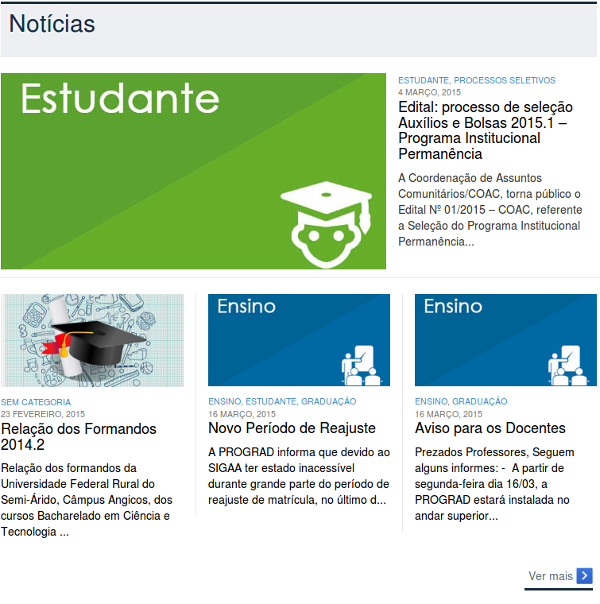 Notícias
Estudante
ESTUDANTE, PROCESSOS SELETIVOS
4 MARÇO, 2015
Edital: processo de seleção
Auxílios e Bolsas 2015.1 –
Programa Institucional
Permanência
A Coordenação de Assuntos
Comunitários/COAC, torna público o
Edital Nº 01/2015 – COAC, referente
a Seleção do Programa Institucional
Permanência...
SEM CATEGORIA
23 FEVEREIRO, 2015
Relação dos Formandos
2014.2
Relação dos formandos da
Universidade Federal Rural do
Semi-Árido, Câmpus Angicos, dos
cursos Bacharelado em Ciência e
Tecnologia ...
Ensino
ENSINO, ESTUDANTE, GRADUAÇÃO
16 MARÇO, 2015
Novo Período de Reajuste
A PROGRAD informa que devido ao
SIGAA ter estado inacessível
durante grande parte do período de
reajuste de matrícula, no último d...
Ensino
ENSINO, GRADUAÇÃO
16 MARÇO, 2015
Aviso para os Docentes
Prezados Professores, Seguem
alguns informes: -  A partir de
segunda-feira dia 16/03, a
PROGRAD estará instalada no
andar superior...
Ver mais